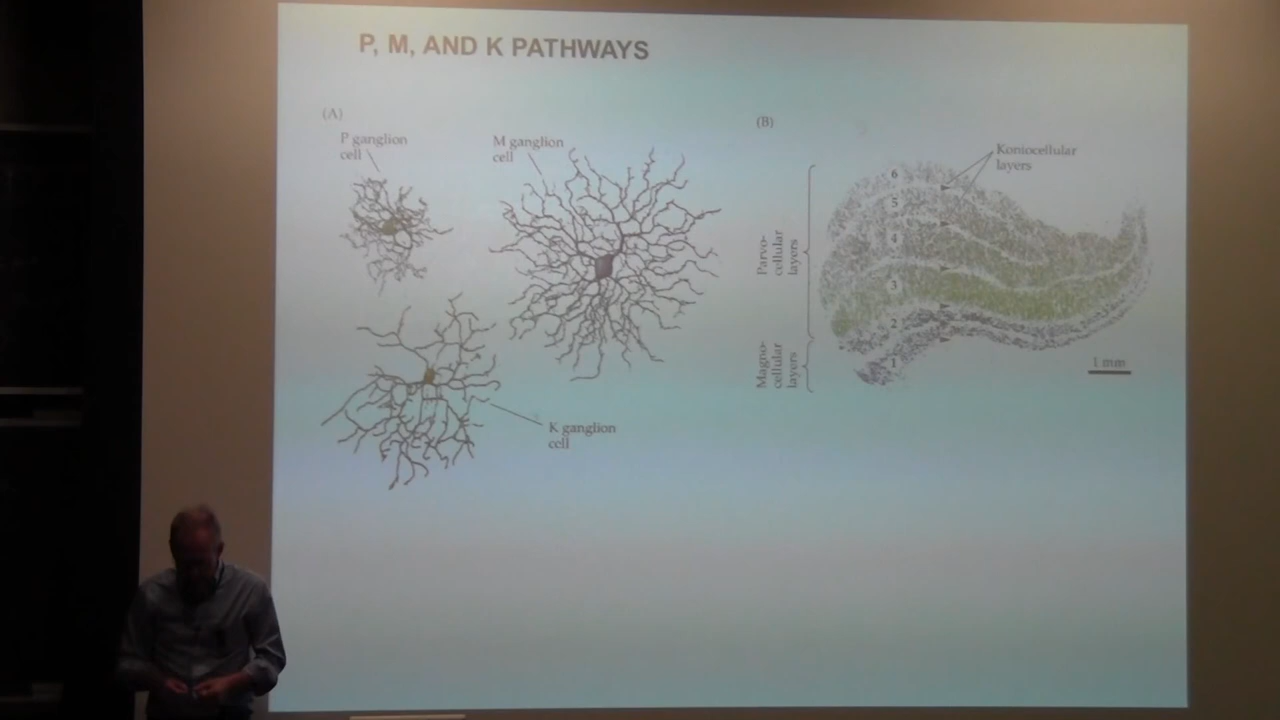 P, M, AND K PATHWAYS
(A)
P ganglion
cell
M ganglion
cell
K ganglion
cell
(B)
Koniocellular
layers
6
5
4
3
2
1
Parvo-
cellular
layers
Magno-
cellular
layers
1 mm